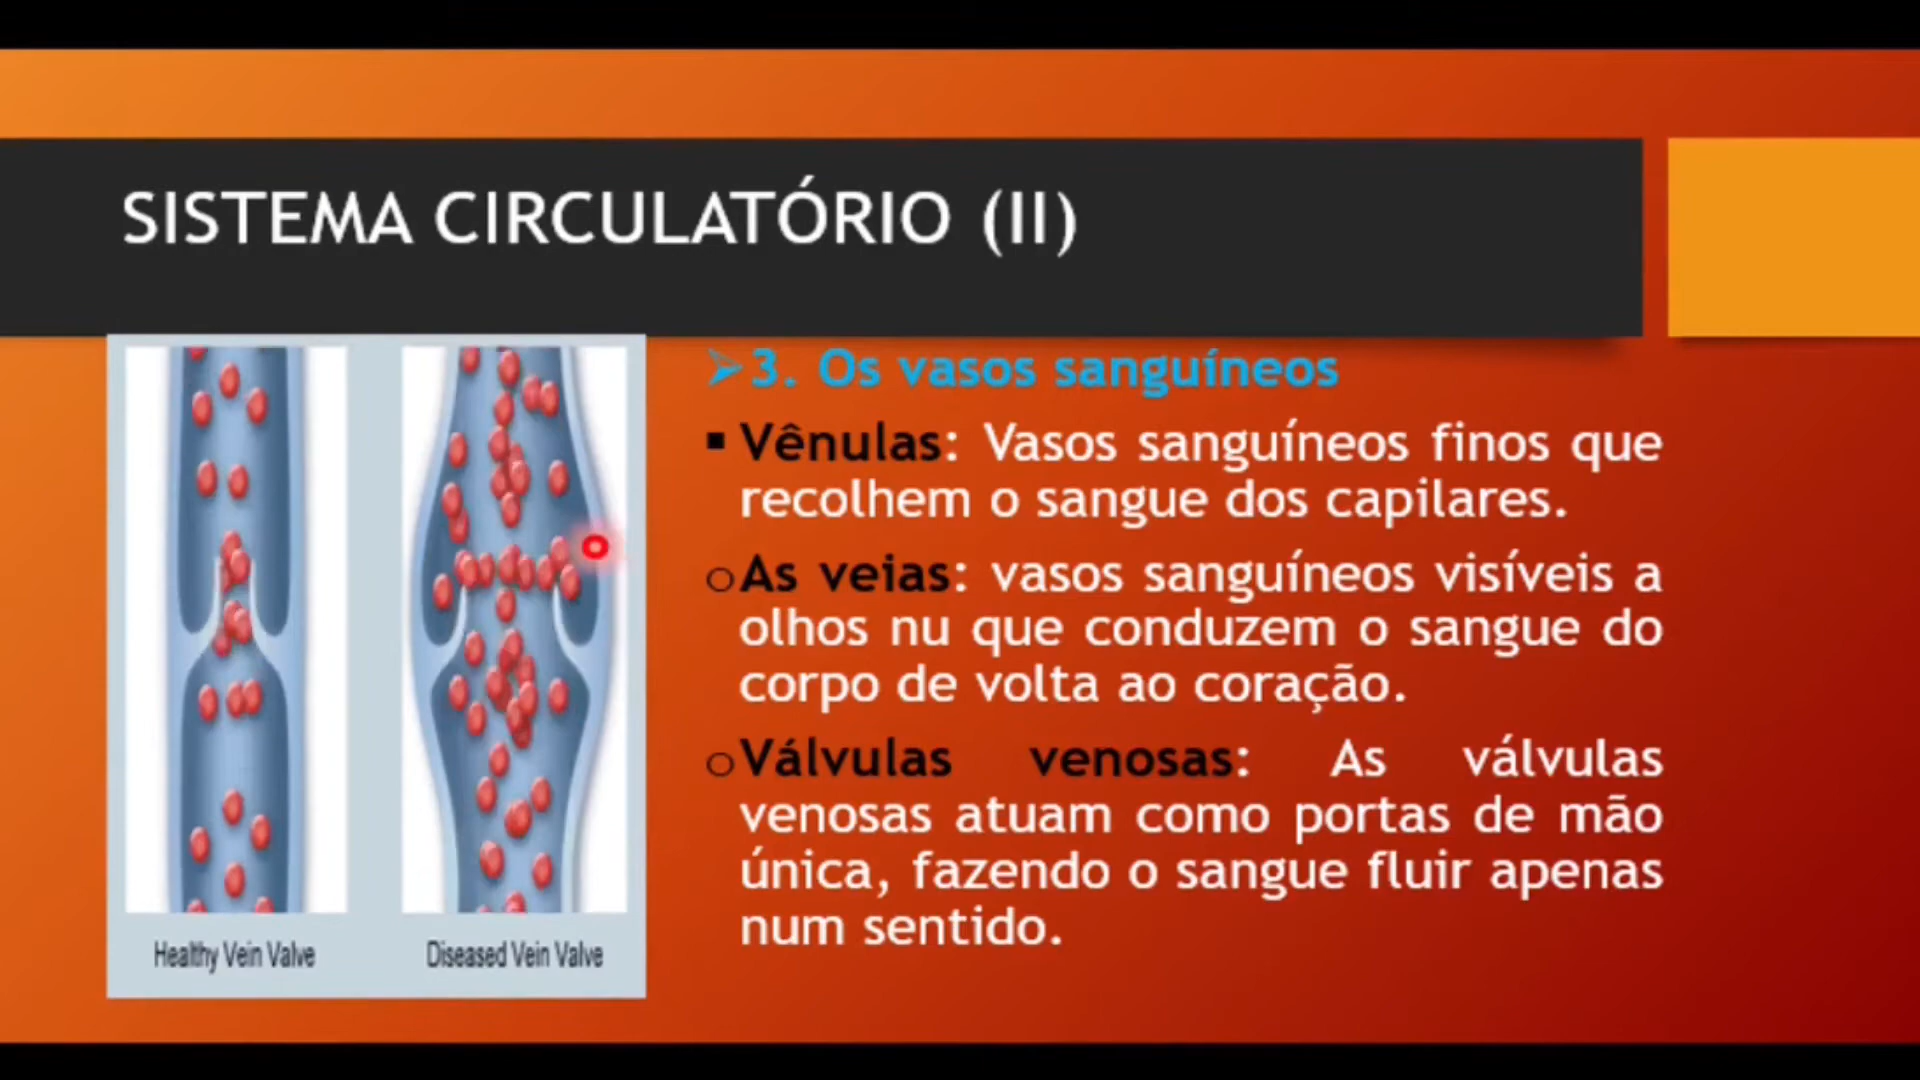 SISTEMA CIRCULATÓRIO (II)
3. Os vasos sanguíneos
Vênulas: Vasos sanguíneos finos que
recolhem o sangue dos capilares.
As veias: vasos sanguíneos visíveis a
olhos nu que conduzem o sangue do
corpo de volta ao coração.
Válvulas venosas: As válvulas
venosas atuam como portas de mão
única, fazendo o sangue fluir apenas
num sentido.
Healthy Vein Valve
Diseased Vein Valve